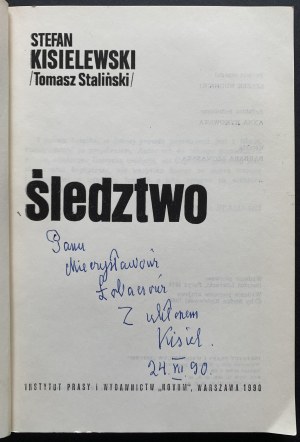 STEFAN
KISIELEWSKI
/Tomasz Staliński/
śledztwo
Panu
Mieczysławowi
Z ukłonem
Kisiel.
24 VII 90.
INSTYTUT PRASY I WYDAWNICTW „NOVUM”, WARSZAWA 1990